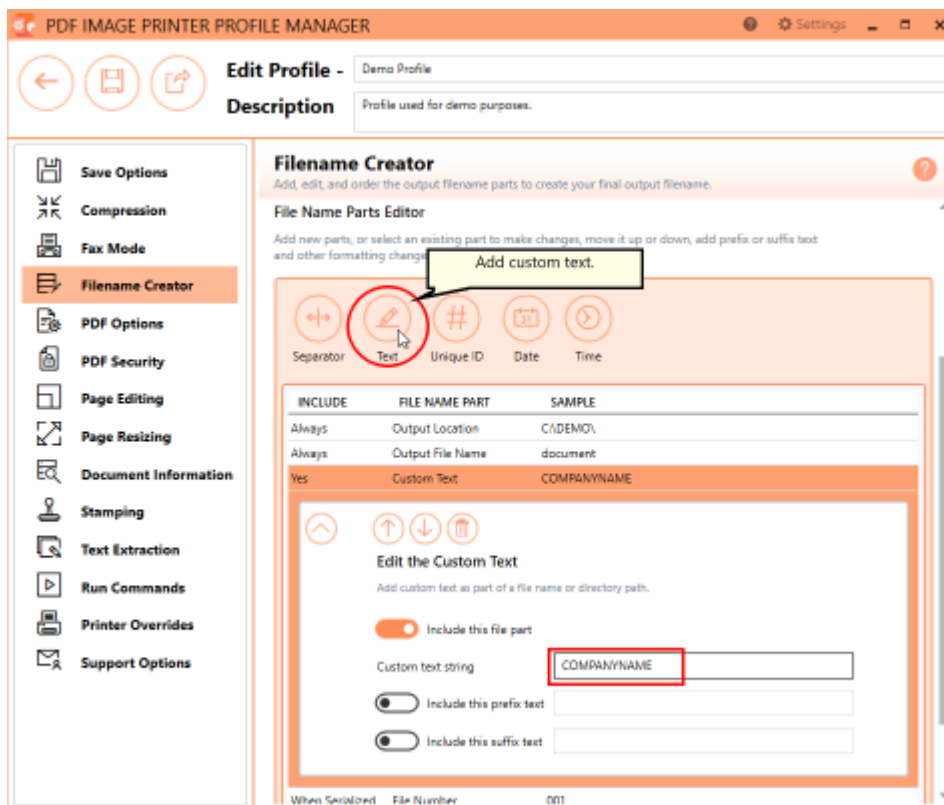 PDF IMAGE PRINTER PROFILE MANAGER
Settings
Edit Profile - Demo Profile
Description Profile used for demo purposes.
Save Options
Compression
Fax Mode
Filename Creator
PDF Options
PDF Security
Page Editing
Page Resizing
Document Information
Stamping
Text Extraction
Run Commands
Printer Overrides
Support Options
Filename Creator
Add, edit, and order the output filename parts to create your final output filename.
File Name Parts Editor
Add new parts, or select an existing part to make changes, move it up or down, add prefix or suffix text
and other formatting change
Add custom text.
Separator Text Unique ID Date Time
INCLUDE FILE NAME PART SAMPLE
Always Output Location C:\DEMO\
Always Output File Name document
Yes Custom Text COMPANYNAME
Edit the Custom Text
Add custom text as part of a file name or directory path.
Include this file part
Custom text string COMPANYNAME
Include this prefix text
Include this suffix text
When Serialized File Number 001